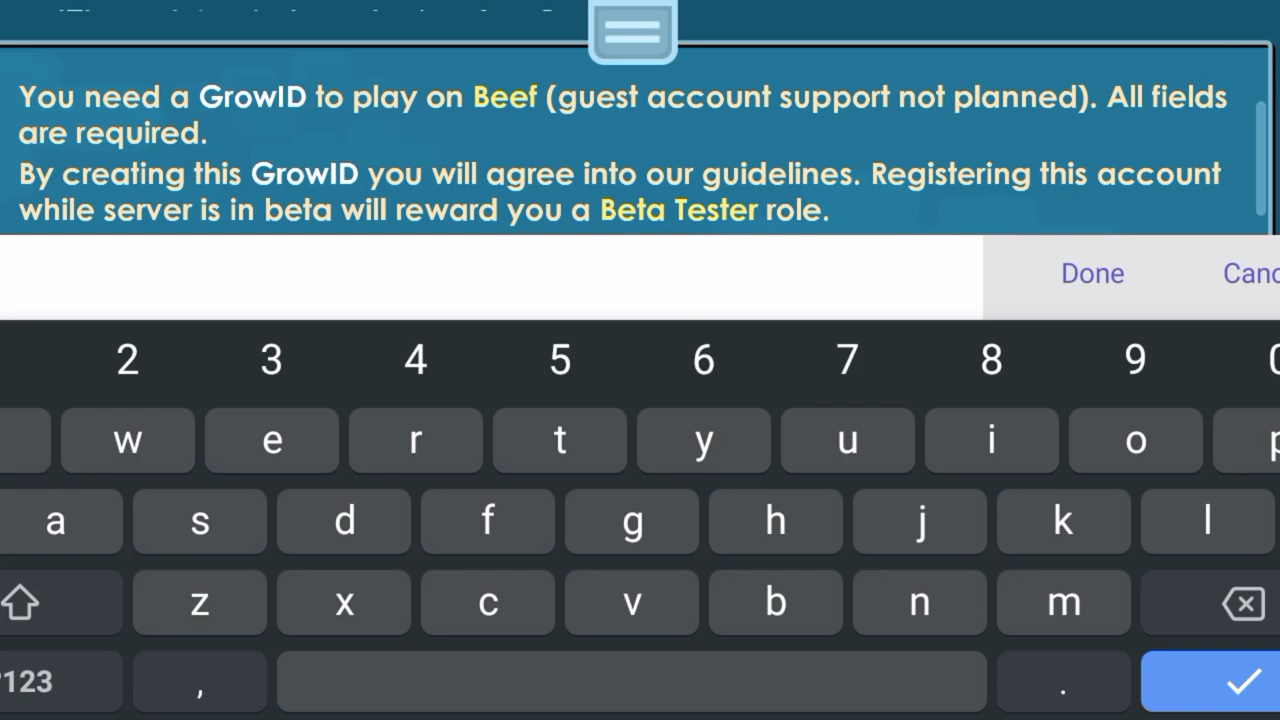 You need a GrowID to play on Beef (guest account support not planned). All fields
are required.
By creating this GrowID you will agree into our guidelines. Registering this account
while server is in beta will reward you a Beta Tester role.
Done
2 3 4 5 6 7 8 9
w e r t y u i o p
a s d f g h j k l
z x c v b n m
123 , .